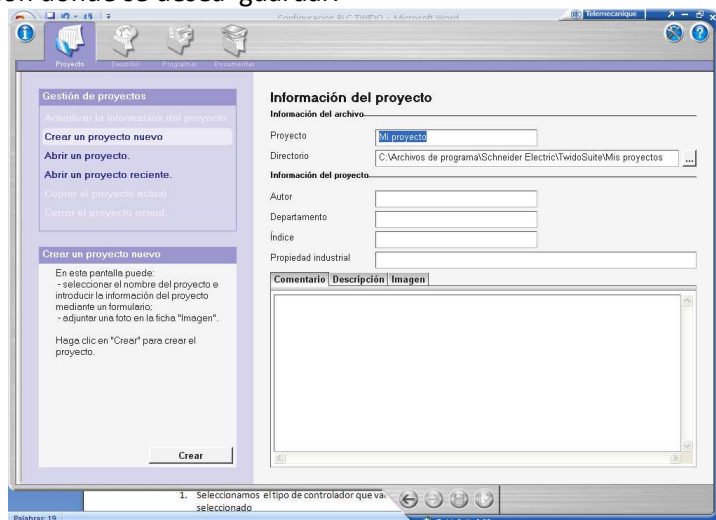 ón donde se desea guardar.
Configuracion PLC TWIDO - Microsoft Word
Telemecanique
Proyecto Describir Programar Documentar
Gestión de proyectos
Actualizar la información del proyecto
Crear un proyecto nuevo
Abrir un proyecto.
Abrir un proyecto reciente.
Copiar el proyecto actual
Cerrar el proyecto actual.
Crear un proyecto nuevo
En esta pantalla puede:
- seleccionar el nombre del proyecto e
introducir la información del proyecto
mediante un formulario;
- adjuntar una foto en la ficha "Imagen".
Haga clic en "Crear" para crear el
proyecto.
Crear
Información del proyecto
Información del archivo
Proyecto Mi proyecto
Directorio C:\Archivos de programa\Schneider Electric\TwidoSuite\Mis proyectos ...
Información del proyecto
Autor
Departamento
Índice
Propiedad industrial
Comentario Descripción Imagen
1. Seleccionamos el tipo de controlador que va
seleccionado
Palabras: 19